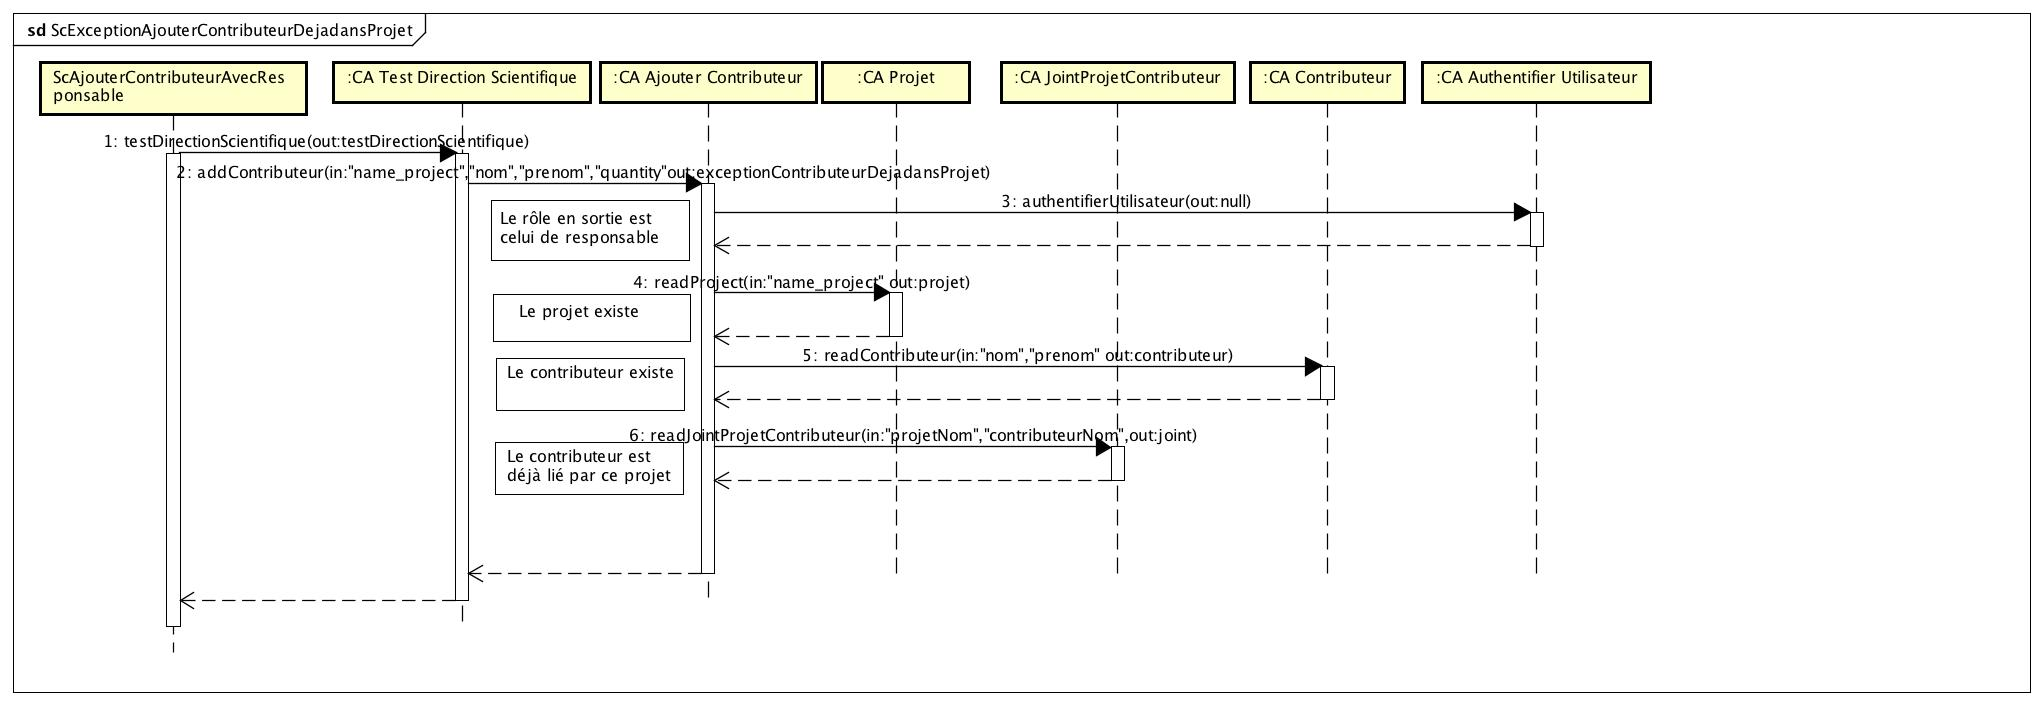 sd ScExceptionAjouterContributeurDejadansProjet
ScAjouterContributeurAvecRes
ponsable
:CA Test Direction Scientifique
:CA Ajouter Contributeur
:CA Projet
:CA JointProjetContributeur
:CA Contributeur
:CA Authentifier Utilisateur
1: testDirectionScientifique(out:testDirectionScientifique)
2: addContributeur(in:"name_project","nom","prenom","quantity"out:exceptionContributeurDejadansProjet)
3: authentifierUtilisateur(out:null)
Le rôle en sortie est
celui de responsable
4: readProject(in:"name_project" out:projet)
Le projet existe
5: readContributeur(in:"nom","prenom" out:contributeur)
Le contributeur existe
6: readJointProjetContributeur(in:"projetNom","contributeurNom",out:joint)
Le contributeur est
déjà lié par ce projet